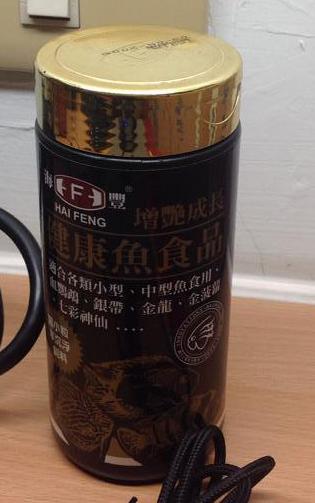 海 F 豐®
HAI FENG
增艷成長
健康魚食品
適合各類小型、中型魚食用、
血鸚鵡、銀帶、金龍、金菠蘿
、七彩神仙 ....